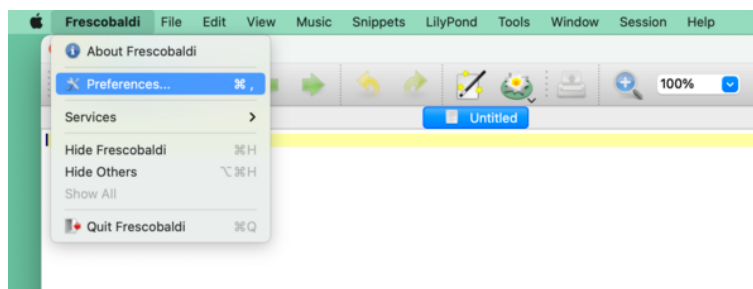 Frescobaldi File Edit View Music Snippets LilyPond Tools Window Session Help
About Frescobaldi
Preferences... ⌘ ,
100%
Services
Untitled
Hide Frescobaldi ⌘H
Hide Others ⌥⌘H
Show All
Quit Frescobaldi ⌘Q